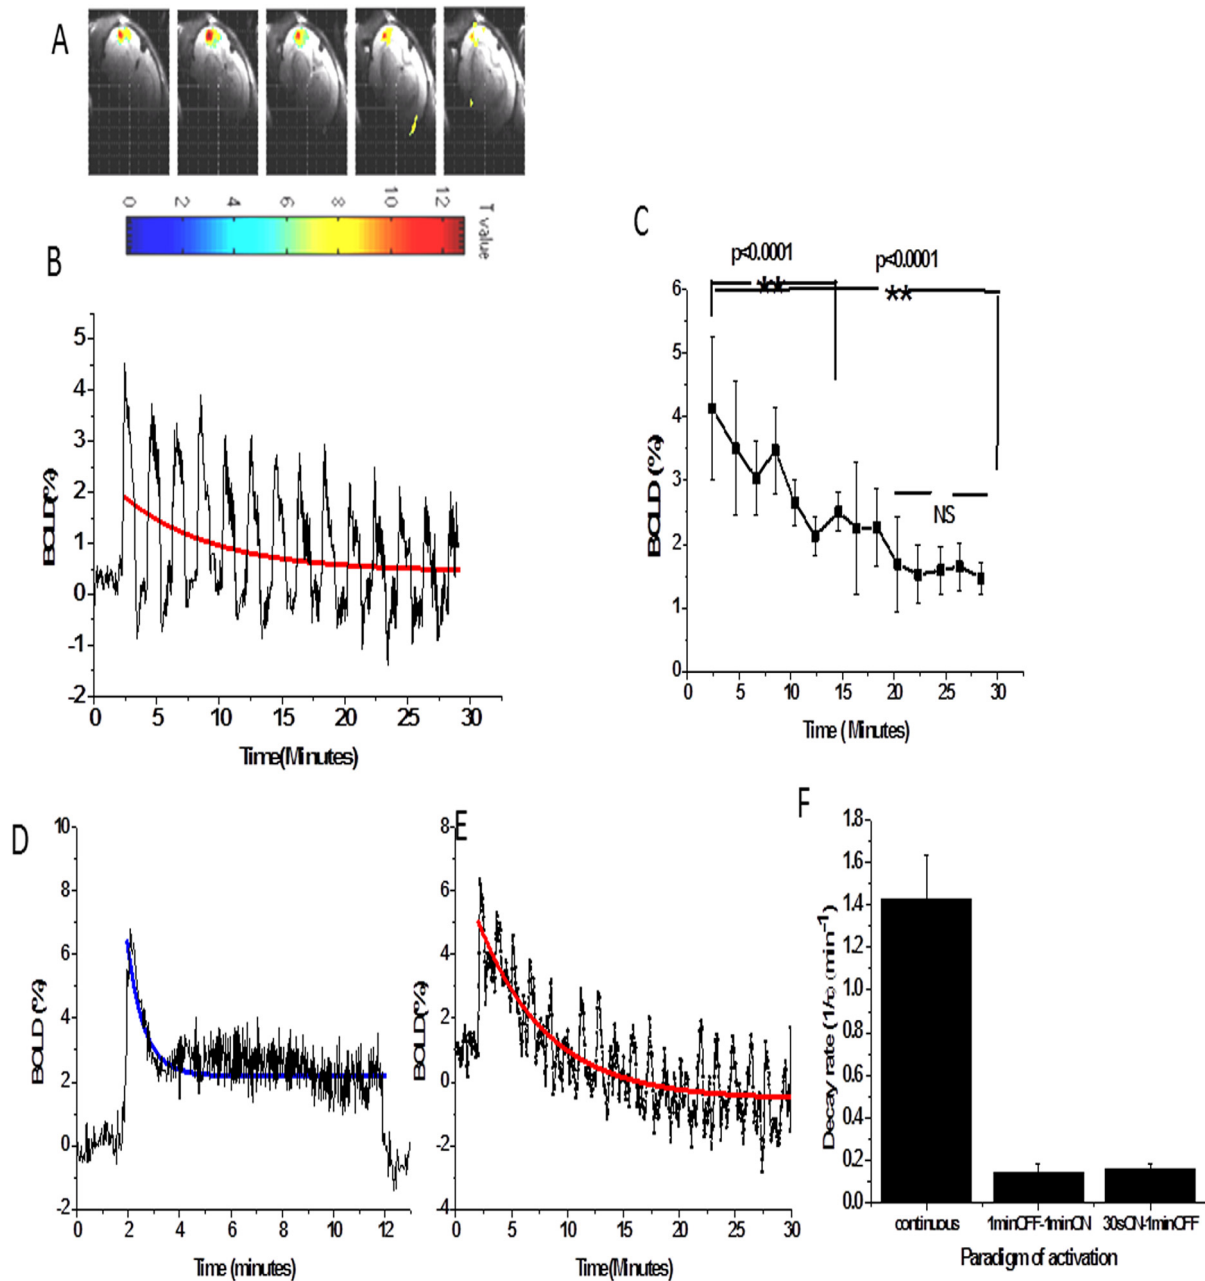 A
0 2 4 6 8 10 12 T value
B
5
4
3
2
1
0
-1
-2
BOLD(%)
0 5 10 15 20 25 30
Time(Minutes)
C
p<0.0001 p<0.0001
** **
6
5
4
3
2
1
0
BOLD (%)
NS
0 5 10 15 20 25 30
Time ( Minutes)
D
10
8
6
4
2
0
-2
BOLD (%)
0 2 4 6 8 10 12
Time (minutes)
E
8
6
4
2
0
-2
-4
BOLD(%)
0 5 10 15 20 25 30
Time(Minutes)
F
1.8
1.6
1.4
1.2
1.0
0.8
0.6
0.4
0.2
0.0
Decay rate (min⁻¹)
continuous 1minOFF-1minON 30sON-1minOFF
Paradigm of activation